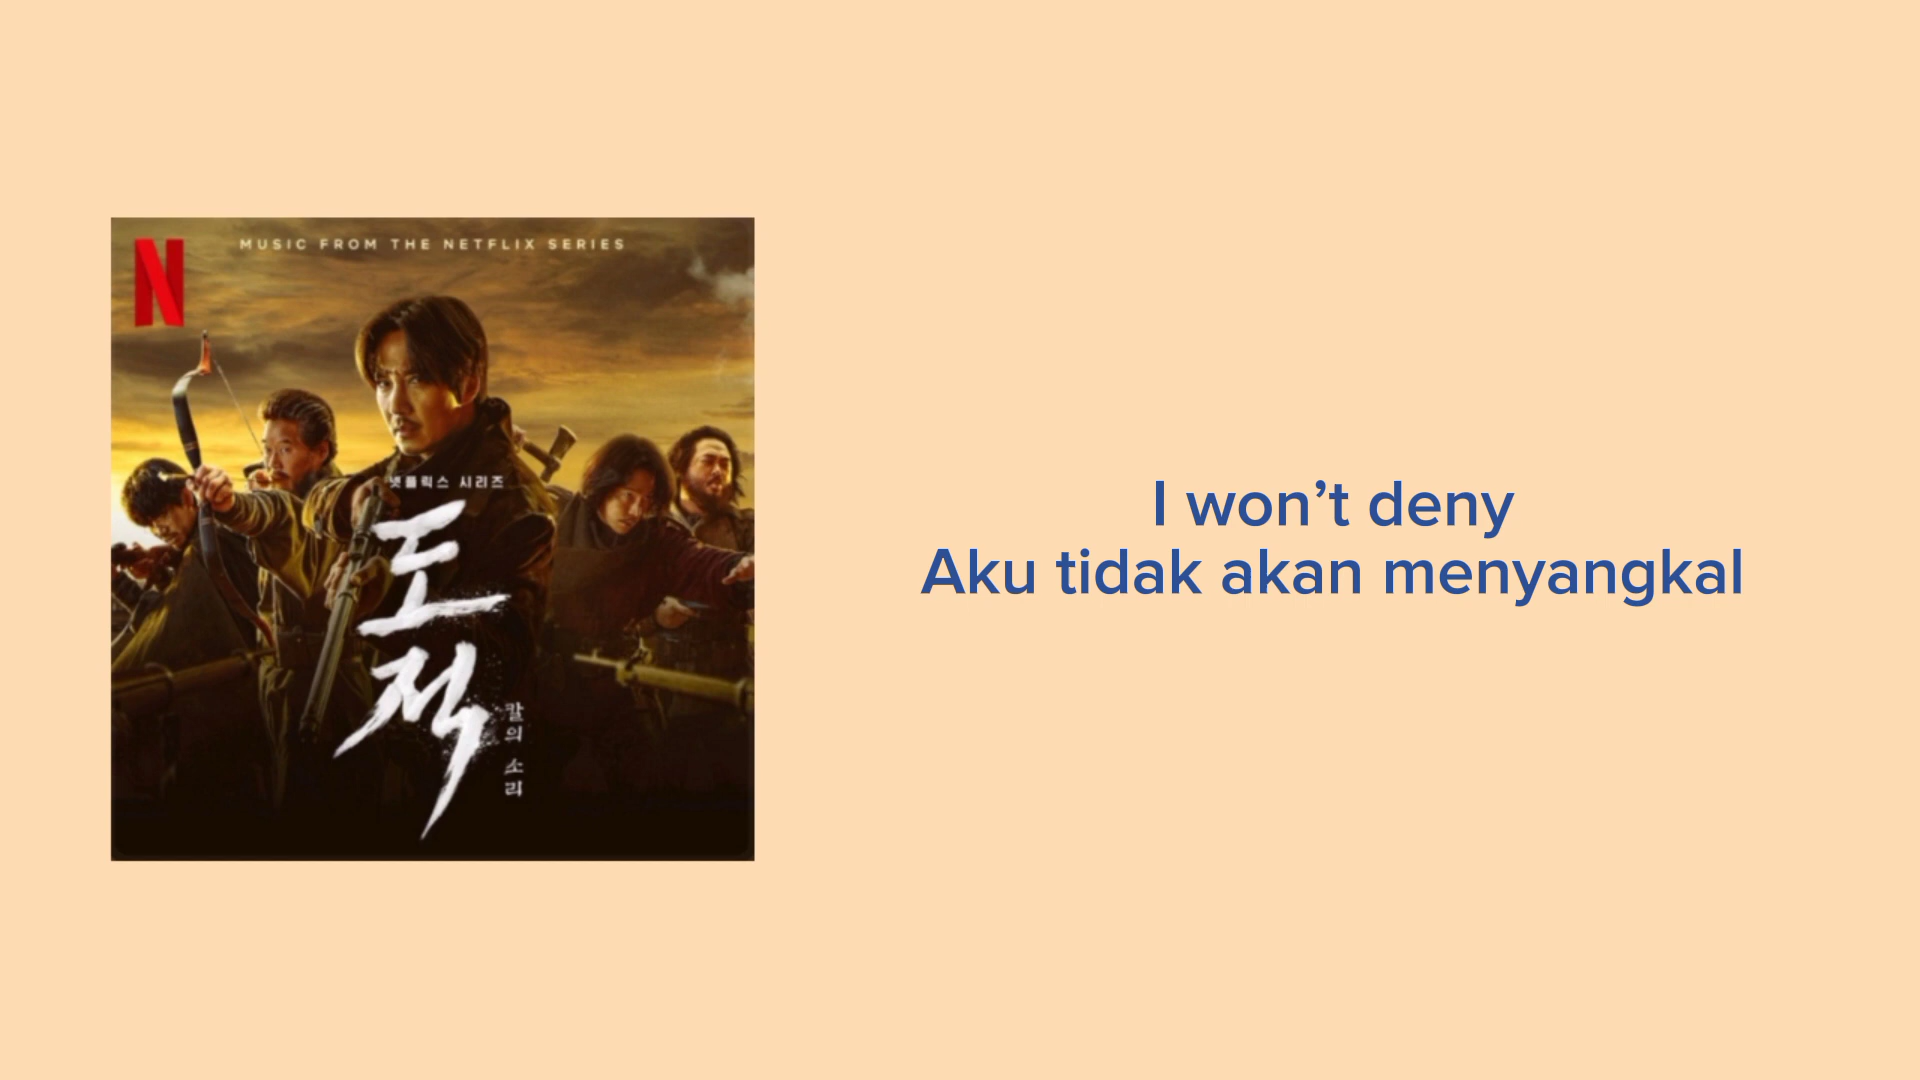 MUSIC FROM THE NETFLIX SERIES
N
넷플릭스 시리즈
도
적
칼의 소리
I won’t deny
Aku tidak akan menyangkal